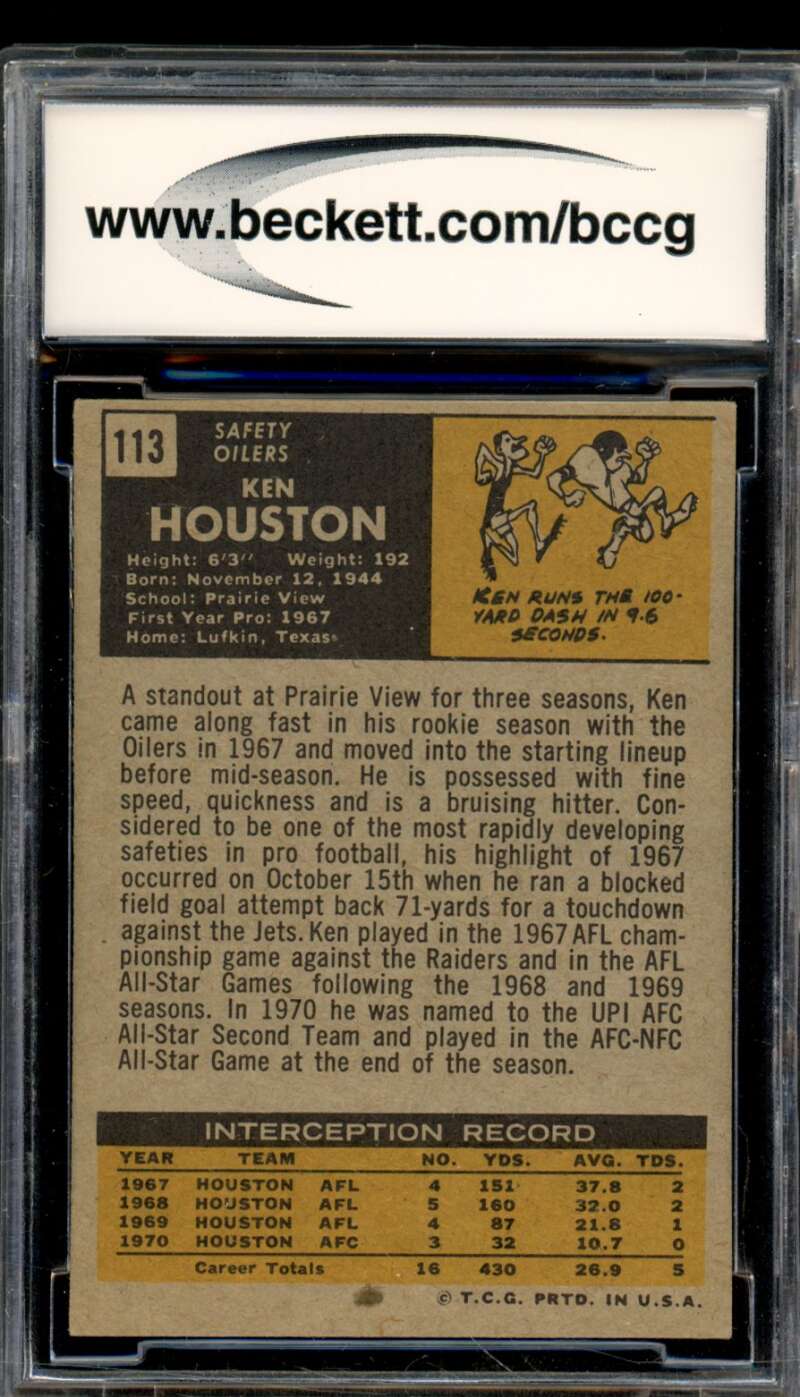 www.beckett.com/bccg
113
SAFETY
OILERS
KEN
HOUSTON
Height: 6'3" Weight: 192
Born: November 12, 1944
School: Prairie View
First Year Pro: 1967
Home: Lufkin, Texas
KEN RUNS THE 100-
YARD DASH IN 9.6
SECONDS.
A standout at Prairie View for three seasons, Ken
came along fast in his rookie season with the
Oilers in 1967 and moved into the starting lineup
before mid-season. He is possessed with fine
speed, quickness and is a bruising hitter. Con-
sidered to be one of the most rapidly developing
safeties in pro football, his highlight of 1967
occurred on October 15th when he ran a blocked
field goal attempt back 71-yards for a touchdown
against the Jets. Ken played in the 1967 AFL cham-
pionship game against the Raiders and in the AFL
All-Star Games following the 1968 and 1969
seasons. In 1970 he was named to the UPI AFC
All-Star Second Team and played in the AFC-NFC
All-Star Game at the end of the season.
INTERCEPTION RECORD
YEAR TEAM NO. YDS. AVG. TDS.
1967 HOUSTON AFL 4 151 37.8 2
1968 HOUSTON AFL 5 160 32.0 2
1969 HOUSTON AFL 4 87 21.8 1
1970 HOUSTON AFC 3 32 10.7 0
Career Totals 16 430 26.9 5
© T.C.G. PRTD. IN U.S.A.